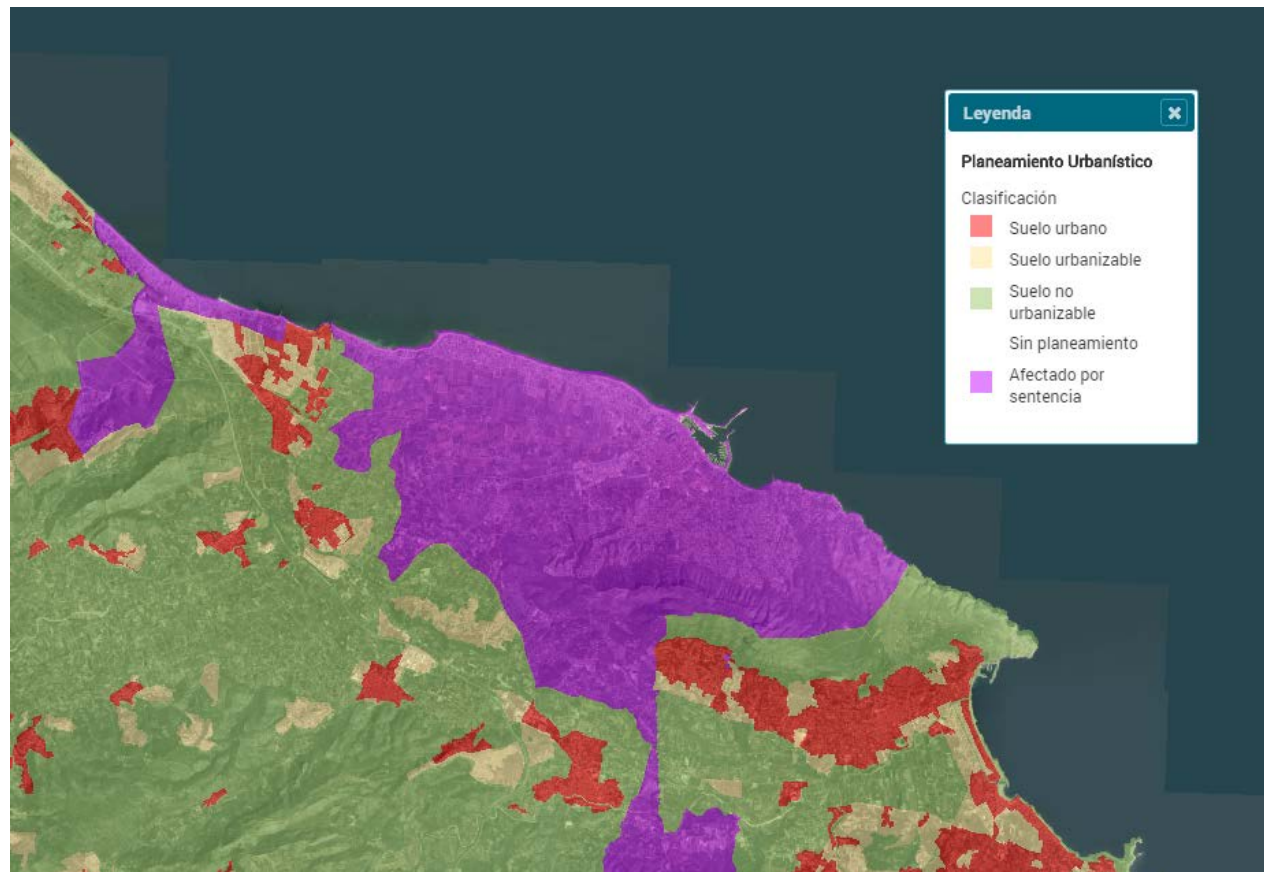 Leyenda
Planeamiento Urbanístico
Clasificación
Suelo urbano
Suelo urbanizable
Suelo no
urbanizable
Sin planeamiento
Afectado por
sentencia